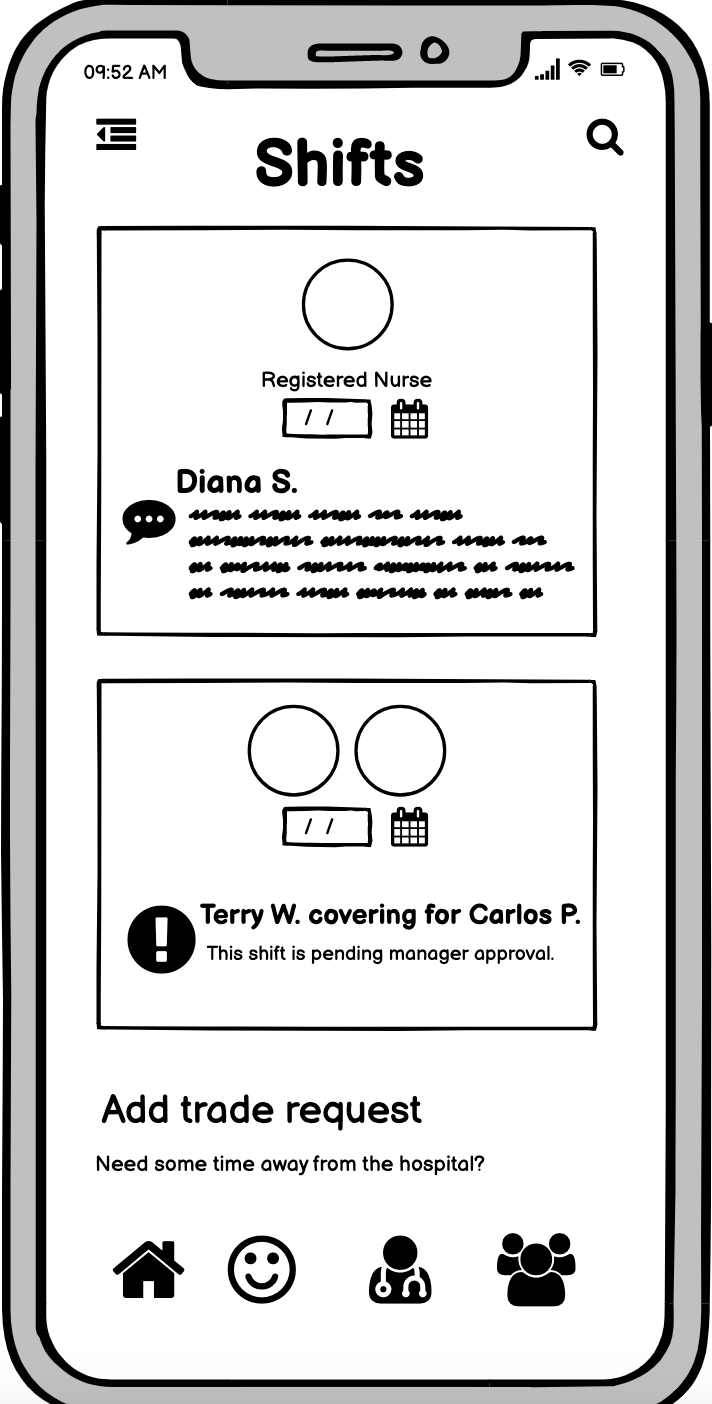 09:52 AM
Shifts
Registered Nurse
/ /
Diana S.
/ /
Terry W. covering for Carlos P.
This shift is pending manager approval.
Add trade request
Need some time away from the hospital?